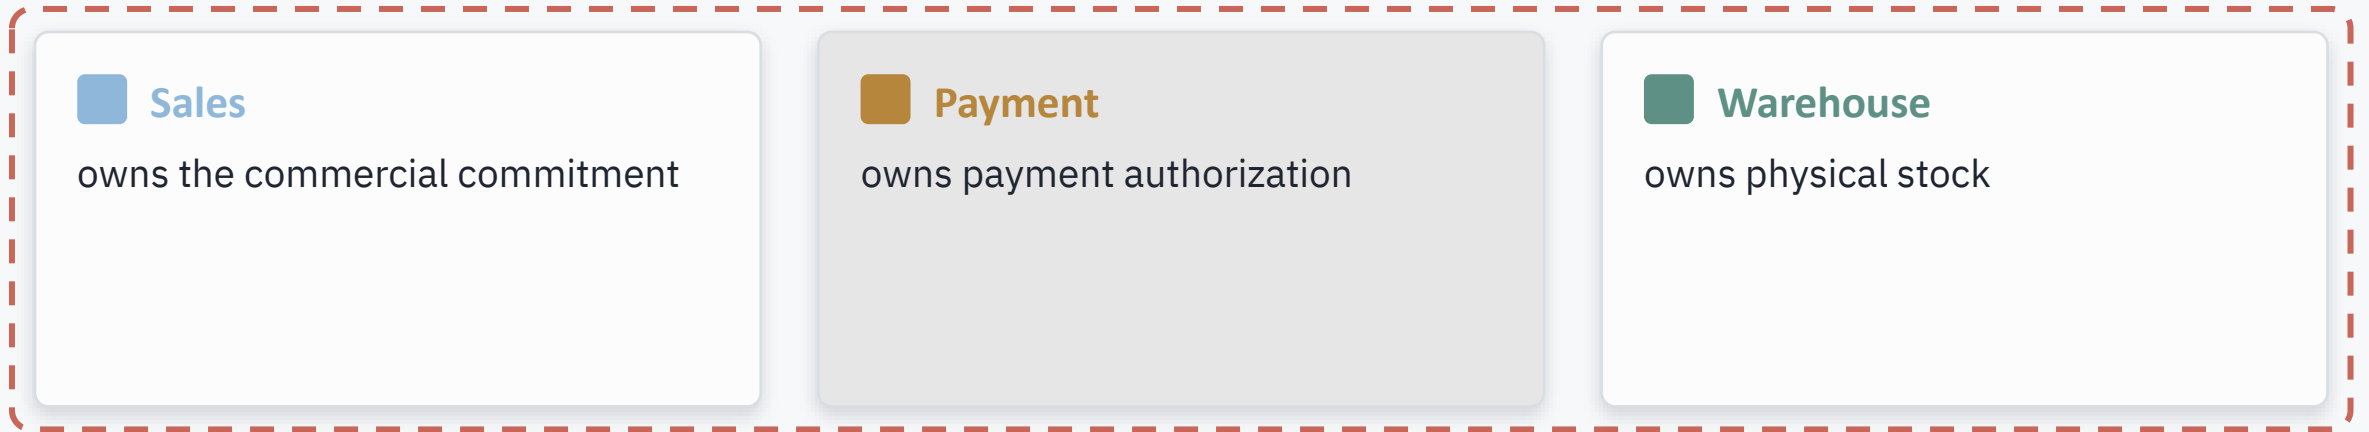 Sales
owns the commercial commitment
Payment
owns payment authorization
Warehouse
owns physical stock